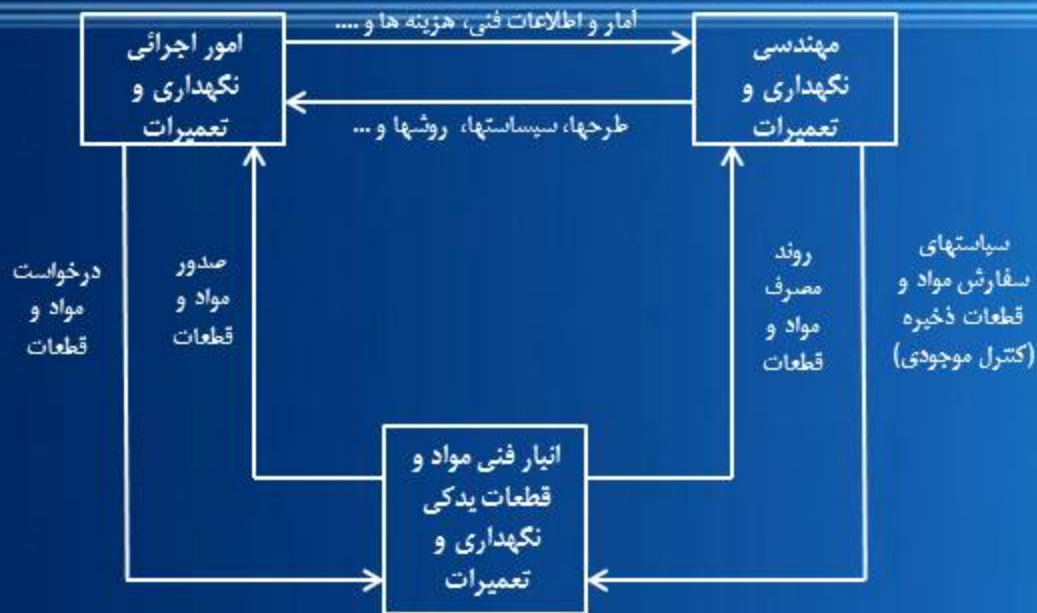 آمار و اطلاعات فنی، هزینه ها و ....
مهندسی
نگهداری و
تعمیرات
امور اجرائی
نگهداری و
تعمیرات
طرحها، سیساستها، روشها و ...
سیاستهای
سفارش مواد و
قطعات ذخیره
(کنترل موجودی)
روند
مصرف
مواد و
قطعات
صدور
مواد و
قطعات
درخواست
مواد و
قطعات
انبار فنی مواد و
قطعات یدکی
نگهداری و
تعمیرات